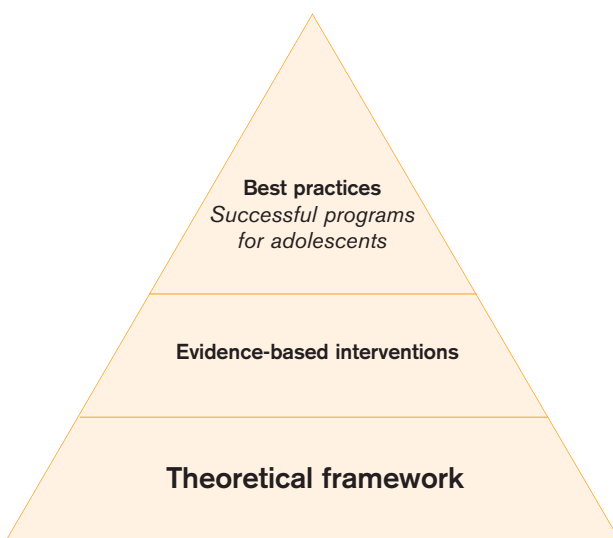 Best practices
Successful programs
for adolescents
Evidence-based interventions
Theoretical framework